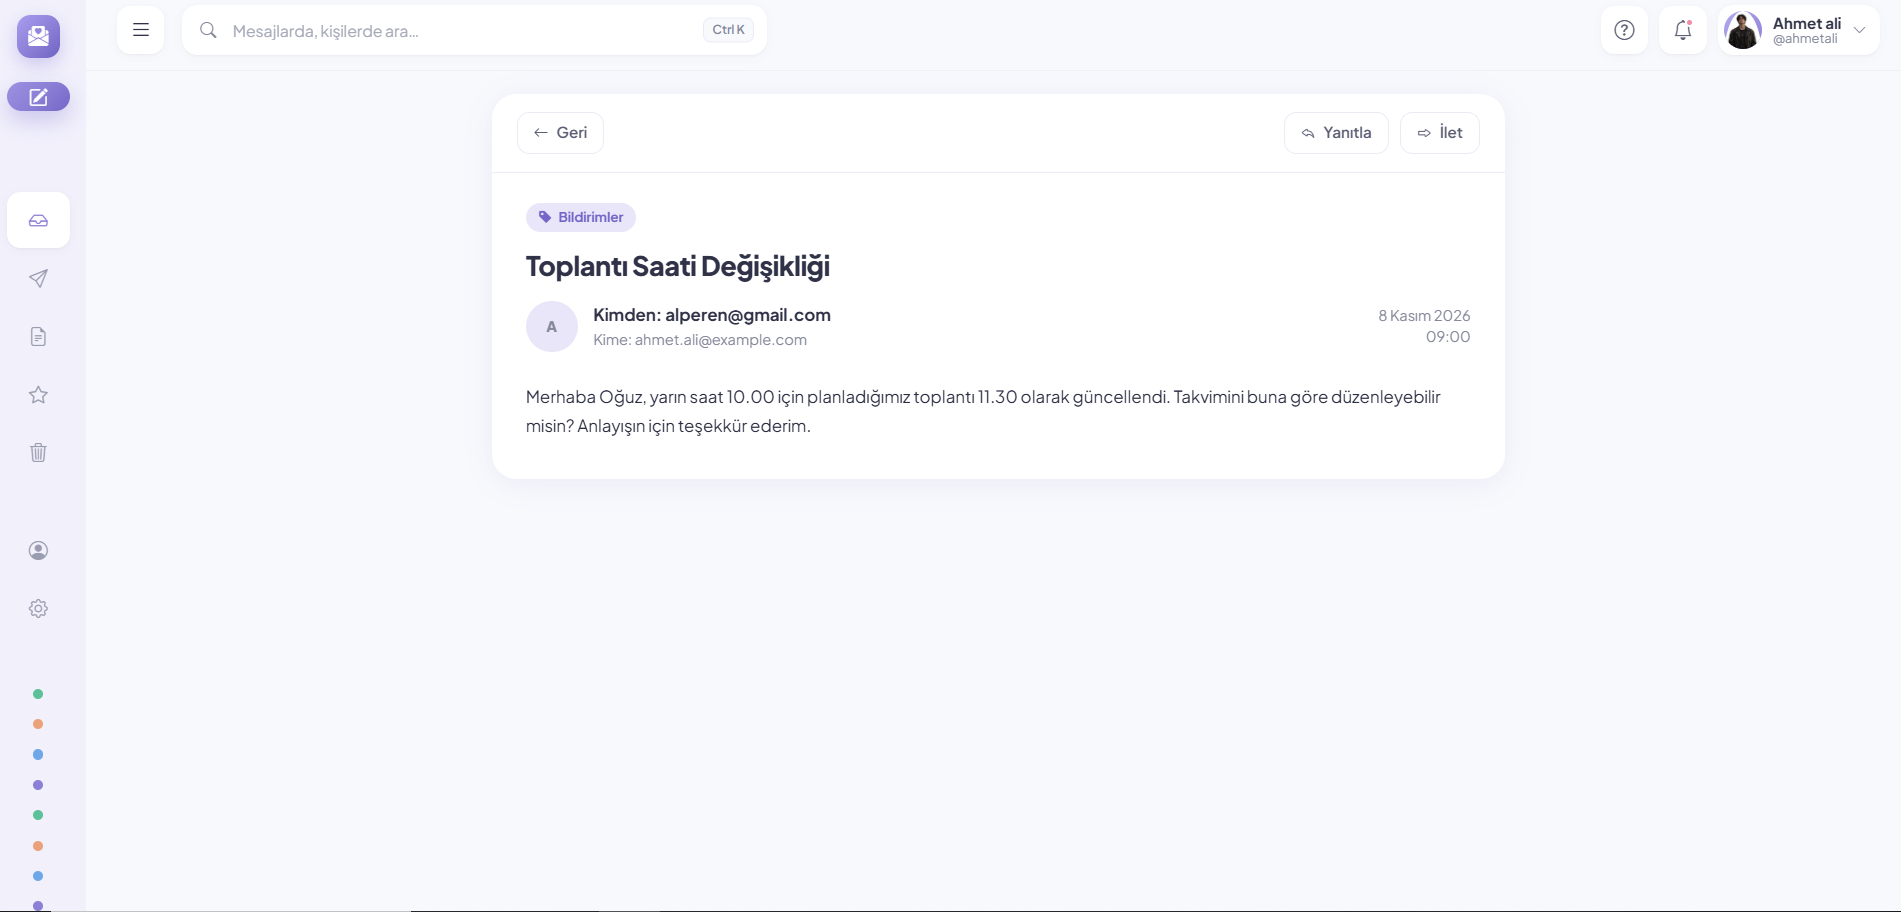 Mesajlarda, kişilerde ara...
Ctrl K
Ahmet ali
@ahmetali
Geri
Yanıtla
İlet
Bildirimler
Toplantı Saati Değişikliği
A
Kimden: alperen@gmail.com
Kime: ahmet.ali@example.com
8 Kasım 2026
09:00
Merhaba Oğuz, yarın saat 10.00 için planladığımız toplantı 11.30 olarak güncellendi. Takvimini buna göre düzenleyebilir
misin? Anlayışın için teşekkür ederim.